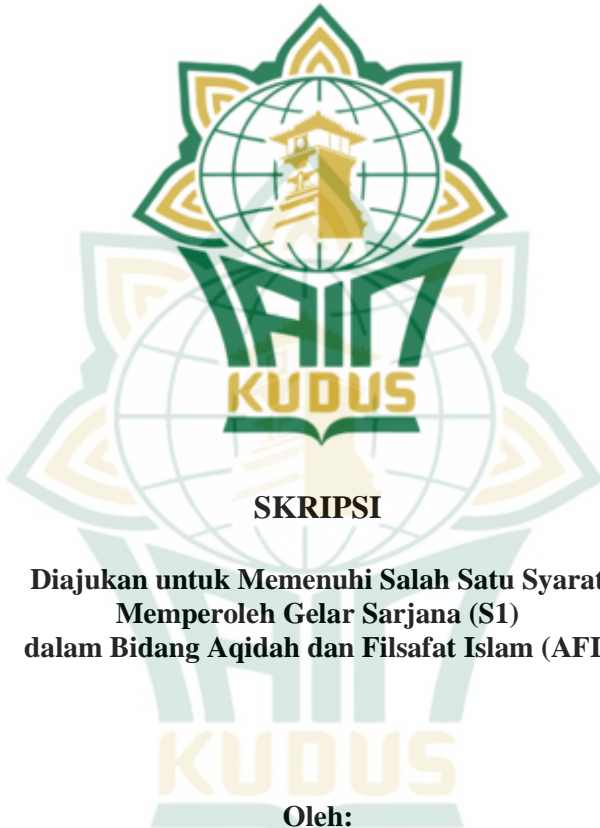 IAIN
KUDUS
SKRIPSI
Diajukan untuk Memenuhi Salah Satu Syarat
Memperoleh Gelar Sarjana (S1)
dalam Bidang Aqidah dan Filsafat Islam (AFI
KUDUS
Oleh: